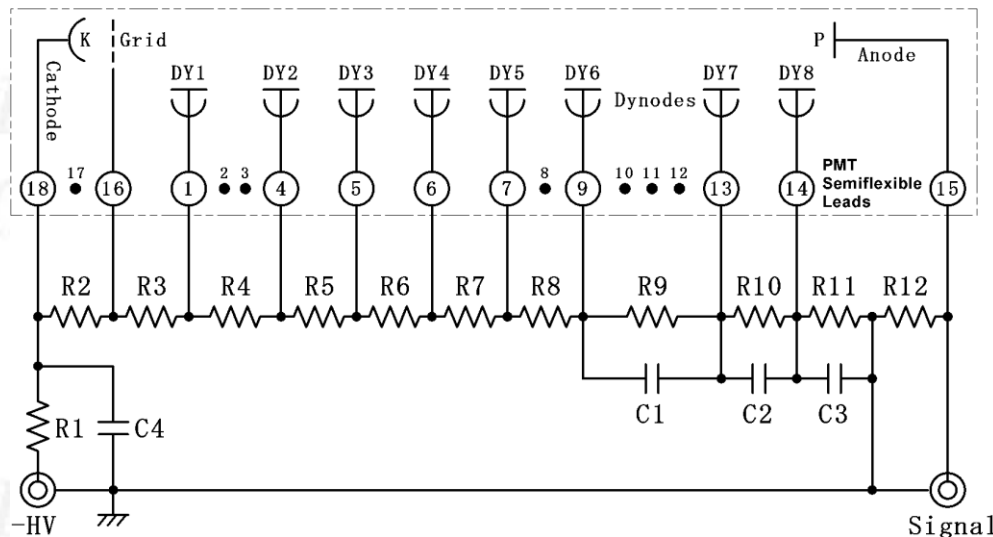 K Grid P Anode
Cathode
DY1 DY2 DY3 DY4 DY5 DY6 Dynodes DY7 DY8
18 17 16 1 2 3 4 5 6 7 8 9 10 11 12 13 14 PMT Semiflexible Leads 15
R2 R3 R4 R5 R6 R7 R8 R9 R10 R11 R12
C1 C2 C3
R1 C4
-HV Signal